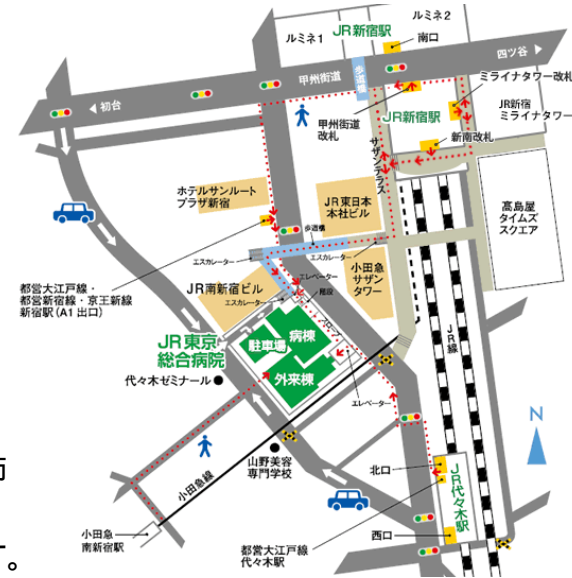 ルミネ2
JR新宿駅
ルミネ1
南口
四ツ谷
甲州街道
歩道橋
ミライナタワー改札
初台
JR新宿駅
JR新宿
ミライナタワー
甲州街道
改札
新南改札
サザンテラス
ホテルサンルート
プラザ新宿
JR東日本
本社ビル
髙島屋
タイムズ
スクエア
歩道橋
エスカレーター
エスカレーター
都営大江戸線・
都営新宿線・京王新線
新宿駅(A1出口)
エレベーター
小田急
サザン
タワー
JR南新宿ビル
エスカレーター
階段
スロープ
JR線
JR東京
総合病院
病棟
駐車場
外来棟
代々木ゼミナール
エレベーター
N
山野美容
専門学校
小田急線
北口
JR代々木駅
西口
小田急
南新宿駅
都営大江戸線
代々木駅
す。